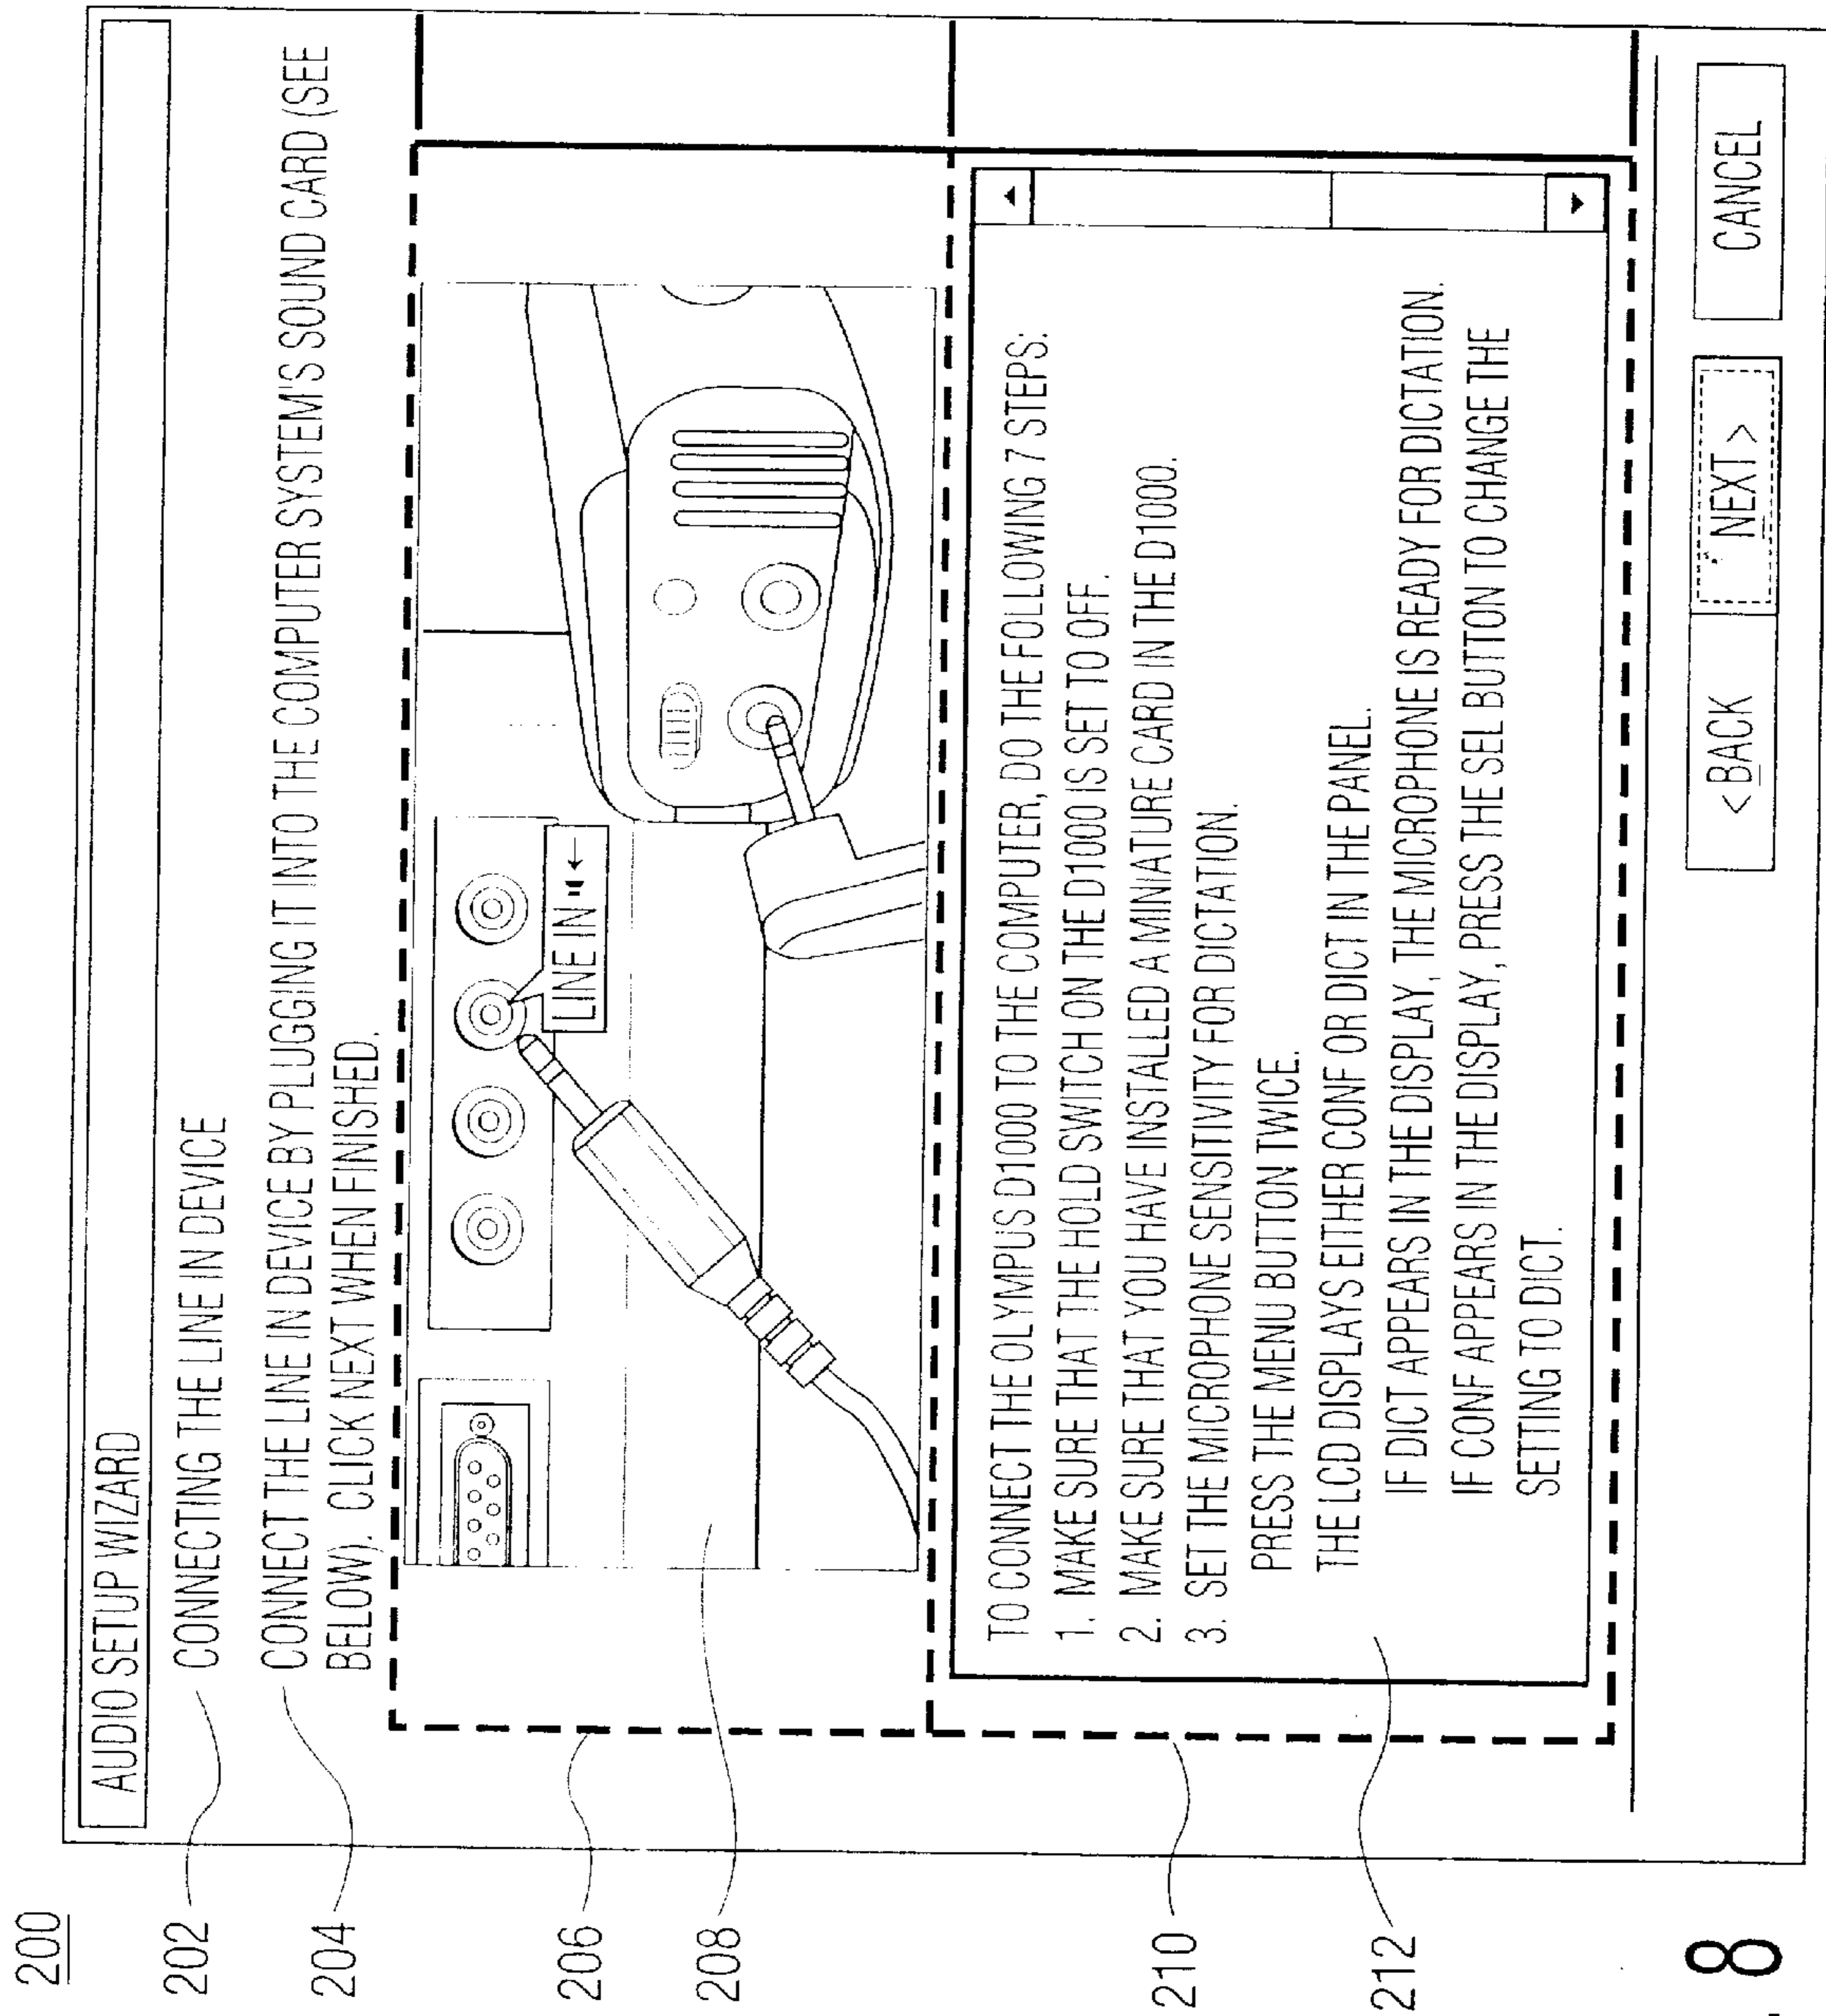 200
AUDIO SETUP WIZARD
202
CONNECTING THE LINE IN DEVICE
204
CONNECT THE LINE IN DEVICE BY PLUGGING IT INTO THE COMPUTER SYSTEM'S SOUND CARD (SEE
BELOW). CLICK NEXT WHEN FINISHED.
206
208
LINE IN
210
212
TO CONNECT THE OLYMPUS D1000 TO THE COMPUTER, DO THE FOLLOWING 7 STEPS:
1. MAKE SURE THAT THE HOLD SWITCH ON THE D1000 IS SET TO OFF.
2. MAKE SURE THAT YOU HAVE INSTALLED A MINIATURE CARD IN THE D1000.
3. SET THE MICROPHONE SENSITIVITY FOR DICTATION.
PRESS THE MENU BUTTON TWICE.
THE LCD DISPLAYS EITHER CONF OR DICT IN THE PANEL.
IF DICT APPEARS IN THE DISPLAY, THE MICROPHONE IS READY FOR DICTATION.
IF CONF APPEARS IN THE DISPLAY, PRESS THE SEL BUTTON TO CHANGE THE
SETTING TO DICT.
< BACK NEXT > CANCEL
8